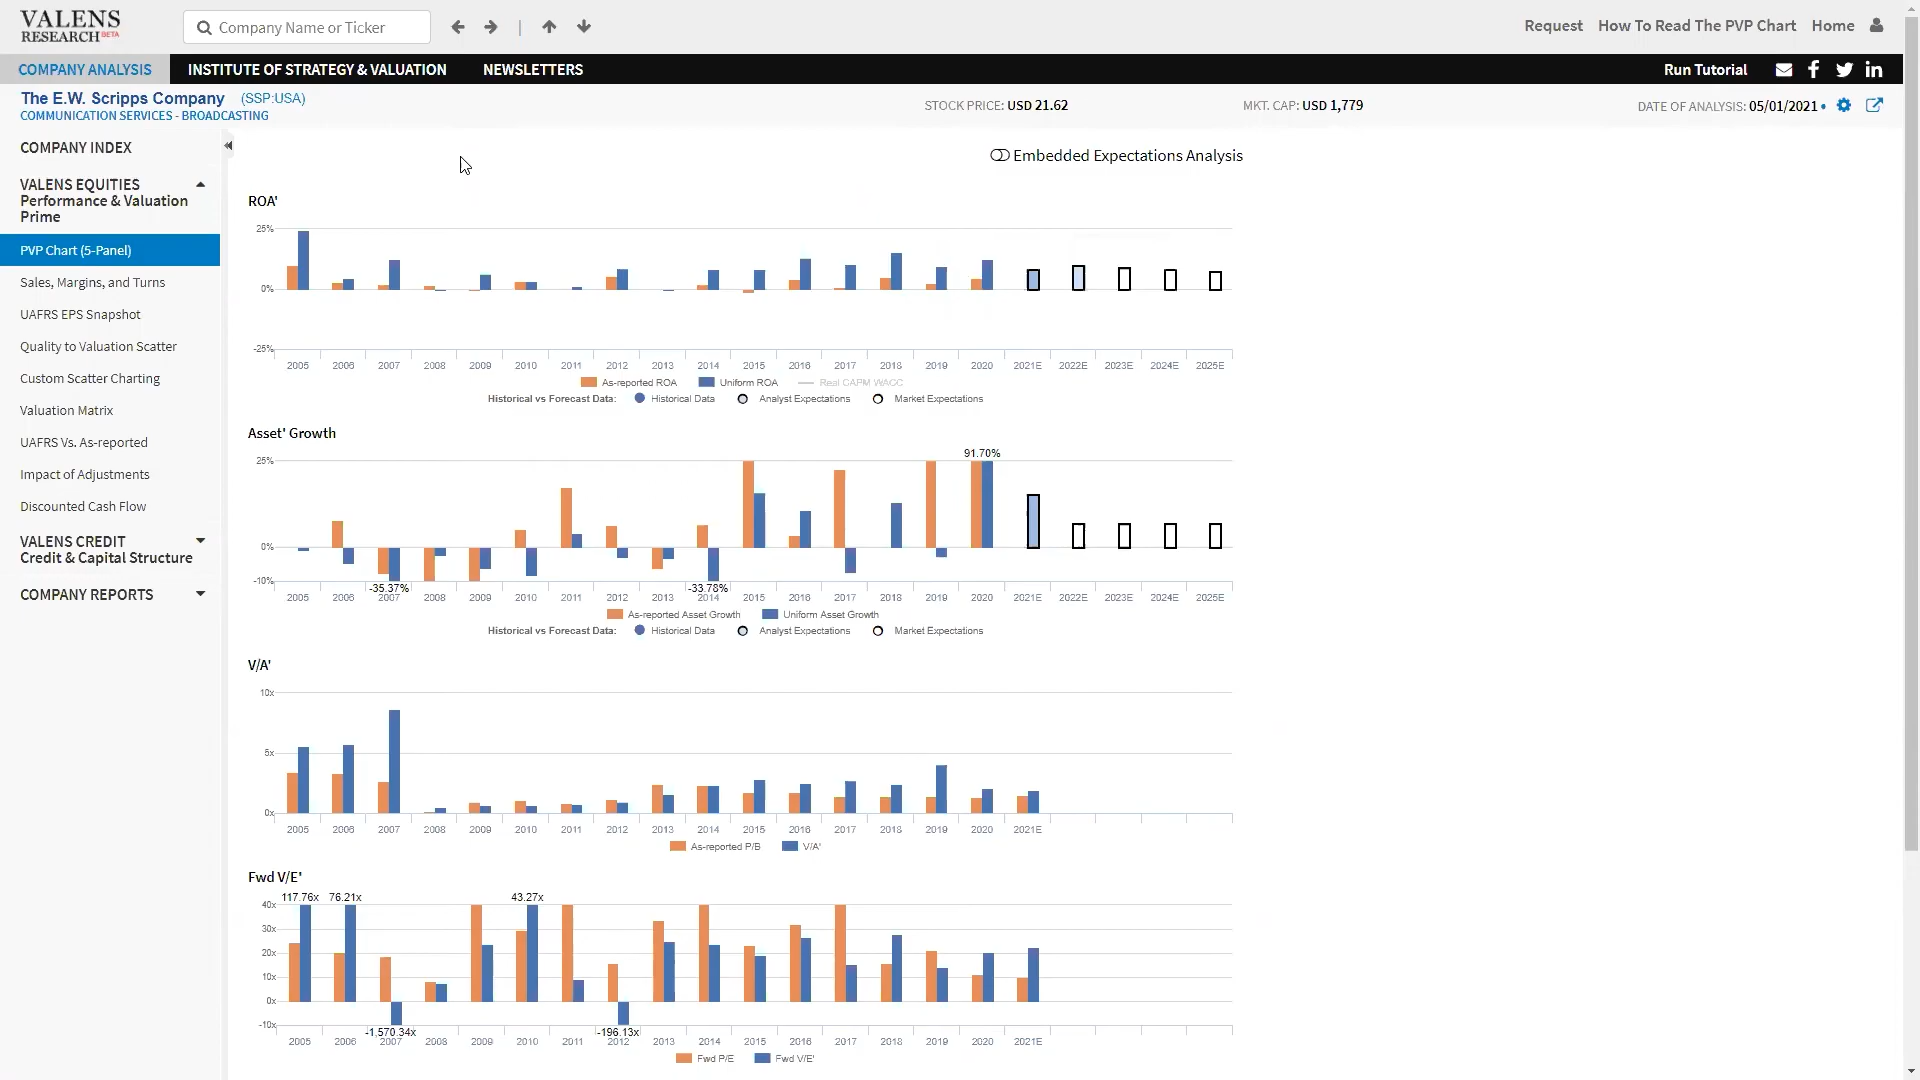 VALENS
RESEARCH BETA
Company Name or Ticker
|
Request How To Read The PVP Chart Home
COMPANY ANALYSIS INSTITUTE OF STRATEGY & VALUATION NEWSLETTERS Run Tutorial
The E.W. Scripps Company (SSP:USA)
COMMUNICATION SERVICES - BROADCASTING
STOCK PRICE: USD 21.62 MKT. CAP: USD 1,779 DATE OF ANALYSIS: 05/01/2021
COMPANY INDEX
VALENS EQUITIES
Performance & Valuation
Prime
PVP Chart (5-Panel)
Sales, Margins, and Turns
UAFRS EPS Snapshot
Quality to Valuation Scatter
Custom Scatter Charting
Valuation Matrix
UAFRS Vs. As-reported
Impact of Adjustments
Discounted Cash Flow
VALENS CREDIT
Credit & Capital Structure
COMPANY REPORTS
Embedded Expectations Analysis
ROA'
25%
0%
-25%
2005 2006 2007 2008 2009 2010 2011 2012 2013 2014 2015 2016 2017 2018 2019 2020 2021E 2022E 2023E 2024E 2025E
As-reported ROA Uniform ROA Real CAPM WACC
Historical vs Forecast Data: Historical Data Analyst Expectations Market Expectations
Asset' Growth
91.70%
25%
0%
-10%
-35.37% -33.78%
2005 2006 2007 2008 2009 2010 2011 2012 2013 2014 2015 2016 2017 2018 2019 2020 2021E 2022E 2023E 2024E 2025E
As-reported Asset Growth Uniform Asset Growth
Historical vs Forecast Data: Historical Data Analyst Expectations Market Expectations
V/A'
10x
5x
0x
2005 2006 2007 2008 2009 2010 2011 2012 2013 2014 2015 2016 2017 2018 2019 2020 2021E
As-reported P/B V/A'
Fwd V/E'
117.76x 76.21x 43.27x
40x
30x
20x
10x
0x
-10x
-1,570.34x -196.13x
2005 2006 2007 2008 2009 2010 2011 2012 2013 2014 2015 2016 2017 2018 2019 2020 2021E
Fwd P/E Fwd V/E'